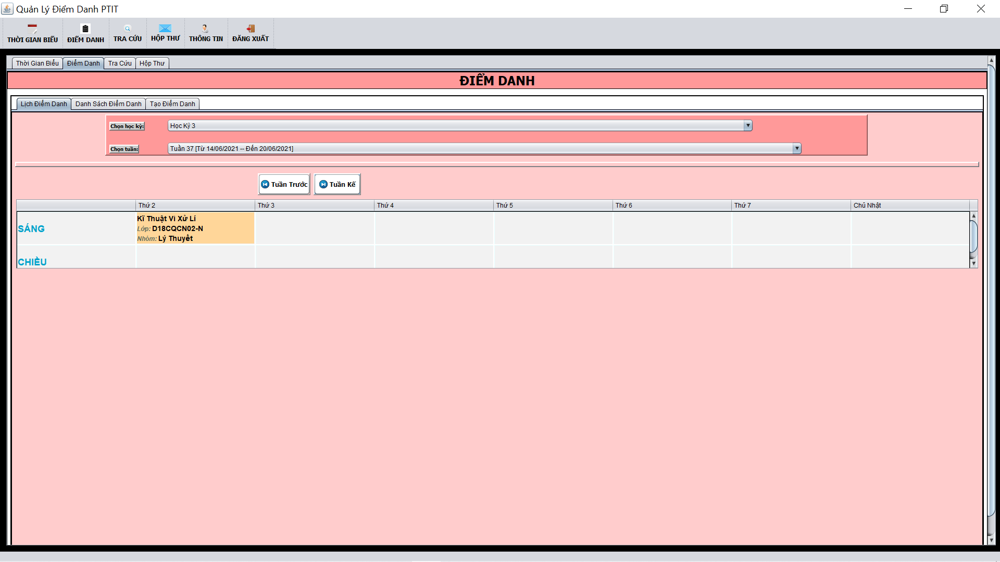 Quản Lý Điểm Danh PTIT
THỜI GIAN BIỂU ĐIỂM DANH TRA CỨU HỘP THƯ THÔNG TIN ĐĂNG XUẤT
Thời Gian Biểu Điểm Danh Tra Cứu Hộp Thư
ĐIỂM DANH
Lịch Điểm Danh Danh Sách Điểm Danh Tạo Điểm Danh
Chọn học kỳ: Học Kỳ 3
Chọn tuần: Tuần 37 [Từ 14/06/2021 -- Đến 20/06/2021]
Tuần Trước Tuần Kế
Thứ 2 Thứ 3 Thứ 4 Thứ 5 Thứ 6 Thứ 7 Chủ Nhật
Kĩ Thuật Vi Xử Lí
SÁNG Lớp: D18CQCN02-N
Nhóm: Lý Thuyết
CHIỀU